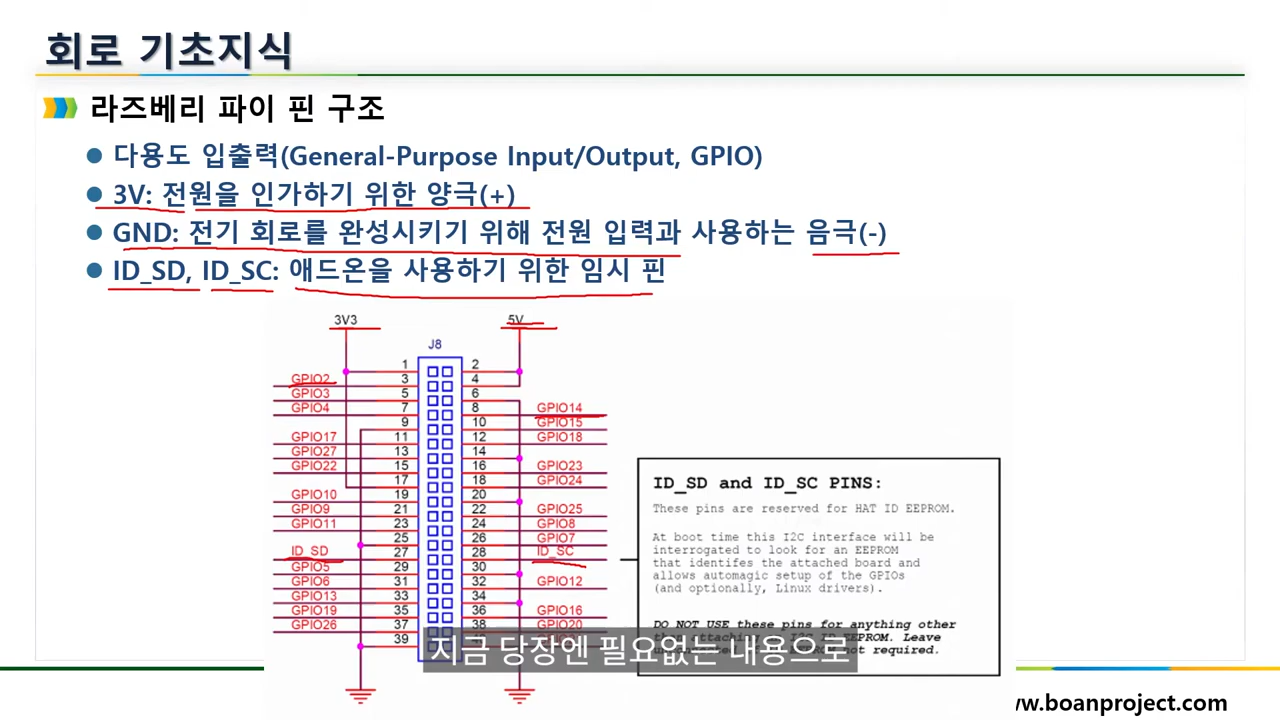 회로 기초지식
라즈베리 파이 핀 구조
다용도 입출력(General-Purpose Input/Output, GPIO)
3V: 전원을 인가하기 위한 양극(+)
GND: 전기 회로를 완성시키기 위해 전원 입력과 사용하는 음극(-)
ID_SD, ID_SC: 애드온을 사용하기 위한 임시 핀
3V3 5V
J8
1 2
GPIO2 3 4
GPIO3 5 6
GPIO4 7 8 GPIO14
9 10 GPIO15
GPIO17 11 12 GPIO18
GPIO27 13 14
GPIO22 15 16 GPIO23
17 18 GPIO24
GPIO10 19 20
GPIO9 21 22 GPIO25
GPIO11 23 24 GPIO8
25 26 GPIO7
ID_SD 27 28 ID_SC
GPIO5 29 30
GPIO6 31 32 GPIO12
GPIO13 33 34
GPIO19 35 36 GPIO16
GPIO26 37 38 GPIO20
39
ID_SD and ID_SC PINS:
These pins are reserved for HAT ID EEPROM.
At boot time this I2C interface will be
interrogated to look for an EEPROM
that identifes the attached board and
allows automagic setup of the GPIOs
(and optionally, Linux drivers).
DO NOT USE these pins for anything other
than attaching an I2C ID EEPROM. Leave
EEPROM not required.
지금 당장엔 필요없는 내용으로
w.boanproject.com